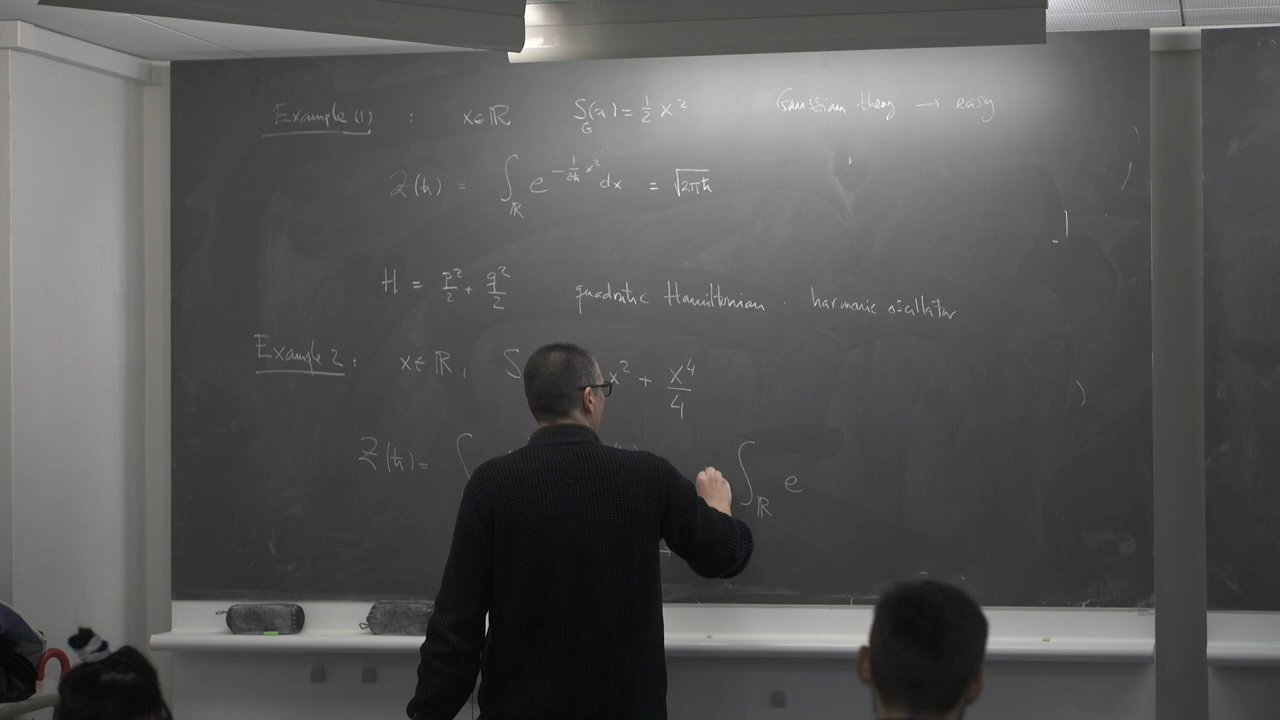 Example (1) : x∈ℝ S_G(x) = 1/2 x² Gaussian theory → easy
Z(ħ) = ∫_ℝ e^{-1/2ħ x²} dx = √2πħ
H = p²/2 + q²/2 quadratic Hamiltonian . harmonic oscillator
Example 2 : x∈ℝ, S x² + x⁴/4
Z(ħ) = ∫ ∫_ℝ e